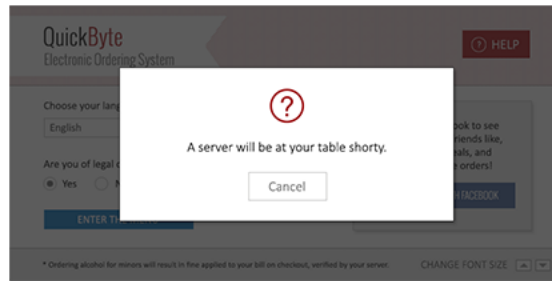 QuickByte
Electronic Ordering System
HELP
Choose your lang
English
Are you of legal
Yes
A server will be at your table shorty.
Cancel
ook to see
riends like,
als, and
orders!
FACEBOOK
ENTER TH
* Ordering alcohol for minors will result in fine applied to your bill on checkout, verified by your server.
CHANGE FONT SIZE